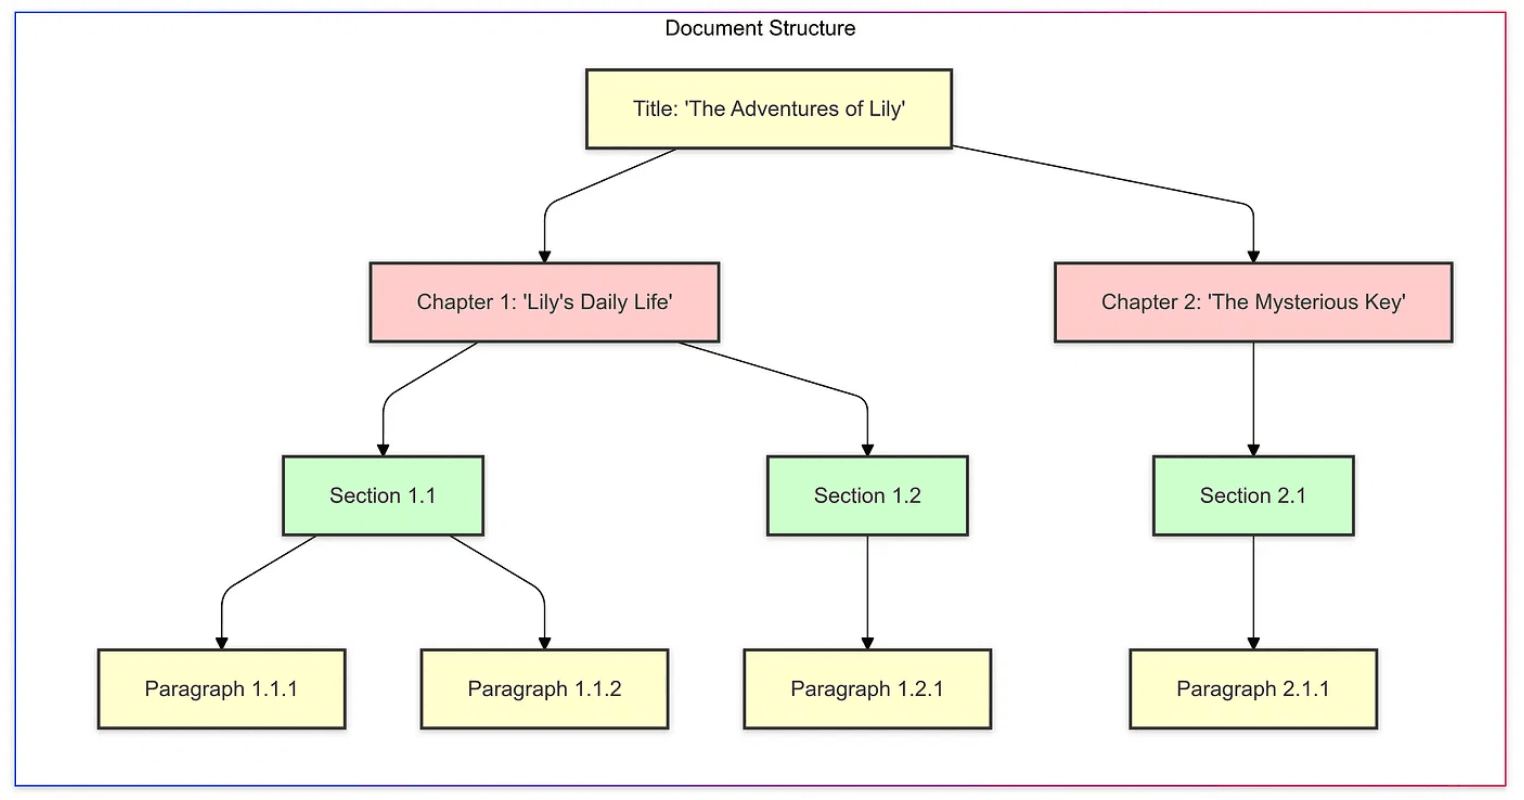 Document Structure
Title: 'The Adventures of Lily'
Chapter 1: 'Lily's Daily Life'
Chapter 2: 'The Mysterious Key'
Section 1.1
Section 1.2
Section 2.1
Paragraph 1.1.1
Paragraph 1.1.2
Paragraph 1.2.1
Paragraph 2.1.1